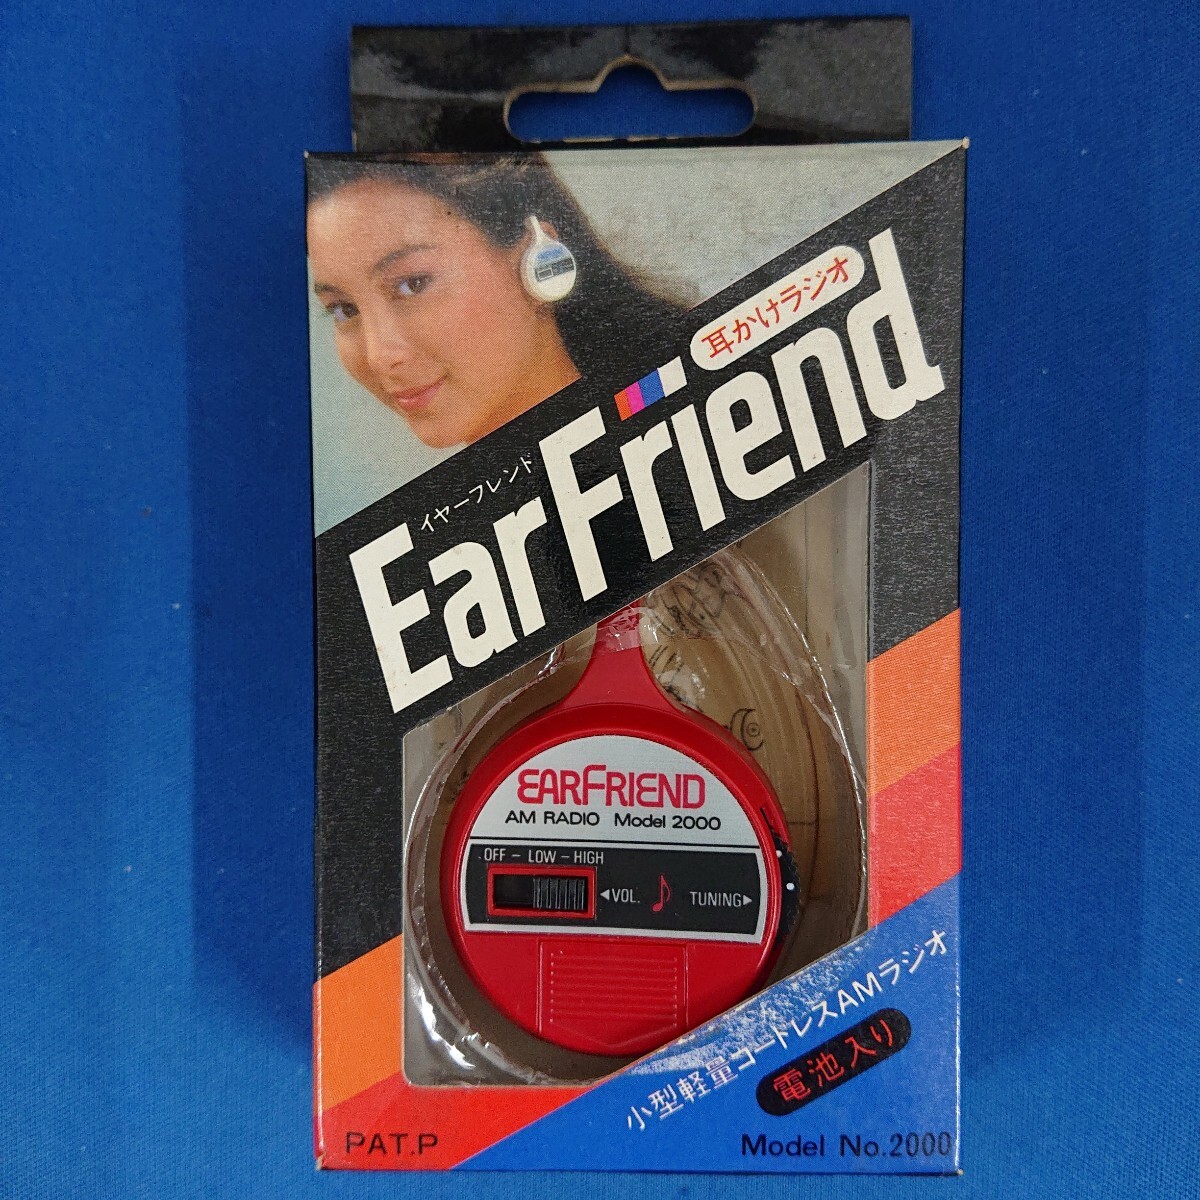 耳かけラジオ
イヤーフレンド
EarFriend
EARFRIEND
AM RADIO Model 2000
OFF - LOW - HIGH
◀VOL. ♪ TUNING▶
小型軽量コードレスAMラジオ
電池入り
PAT.P
Model No.2000